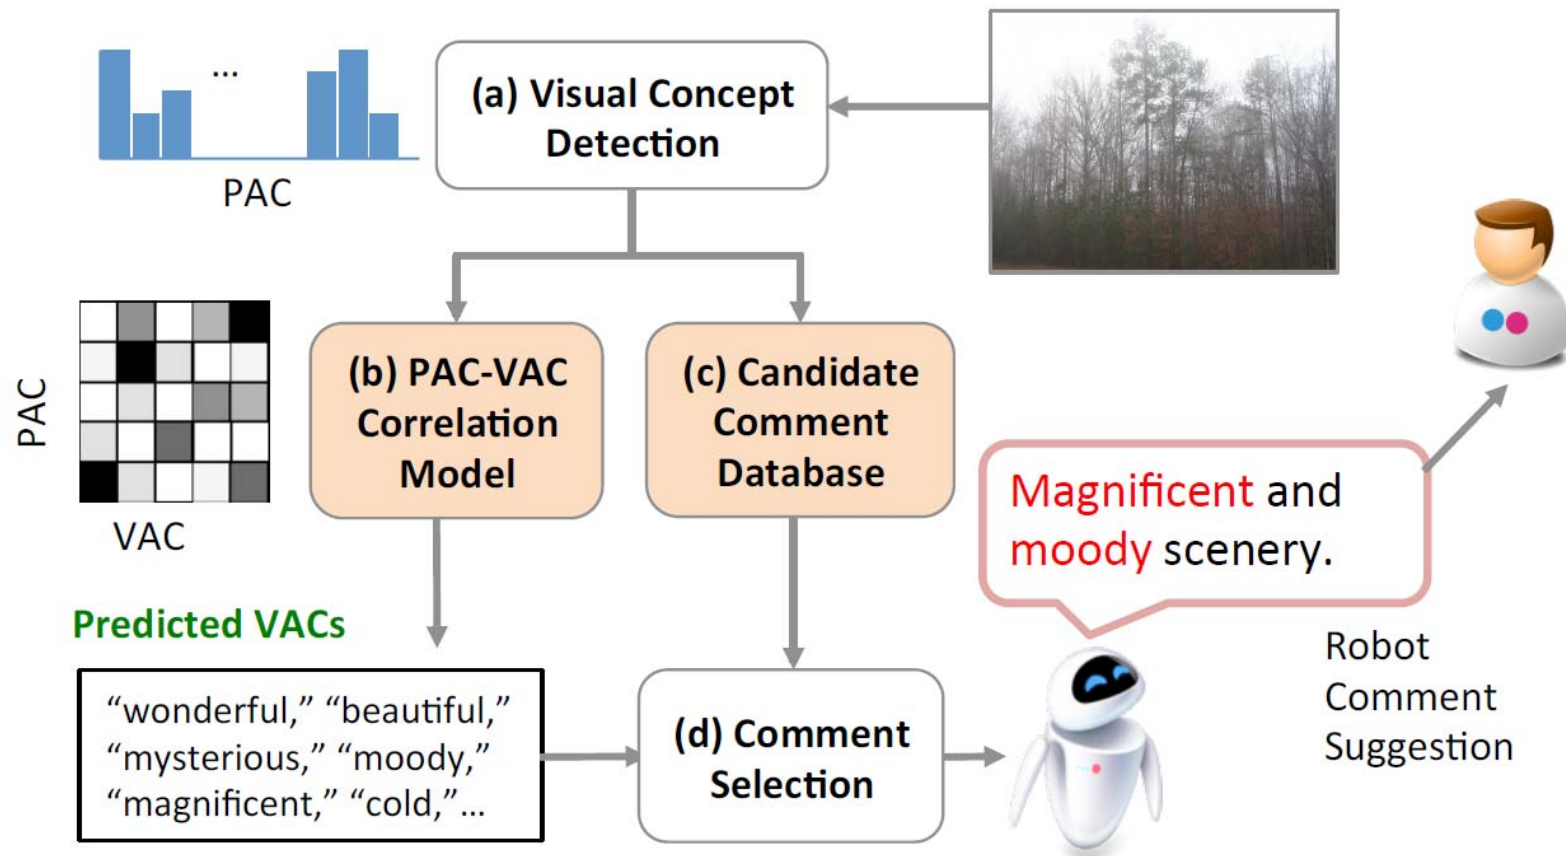 ...
PAC
(a) Visual Concept
Detection
PAC
VAC
(b) PAC-VAC
Correlation
Model
(c) Candidate
Comment
Database
Magnificent and
moody scenery.
Predicted VACs
“wonderful,” “beautiful,”
“mysterious,” “moody,”
“magnificent,” “cold,”...
(d) Comment
Selection
Robot
Comment
Suggestion